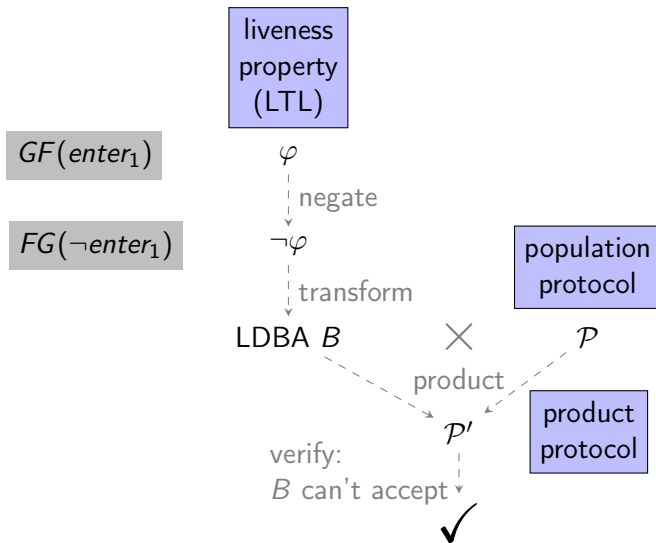 liveness
property
(LTL)
GF(enter₁)
φ
negate
FG(¬enter₁)
¬φ
population
protocol
transform
LDBA B
×
𝒫
product
product
protocol
𝒫′
verify:
B can't accept
✓